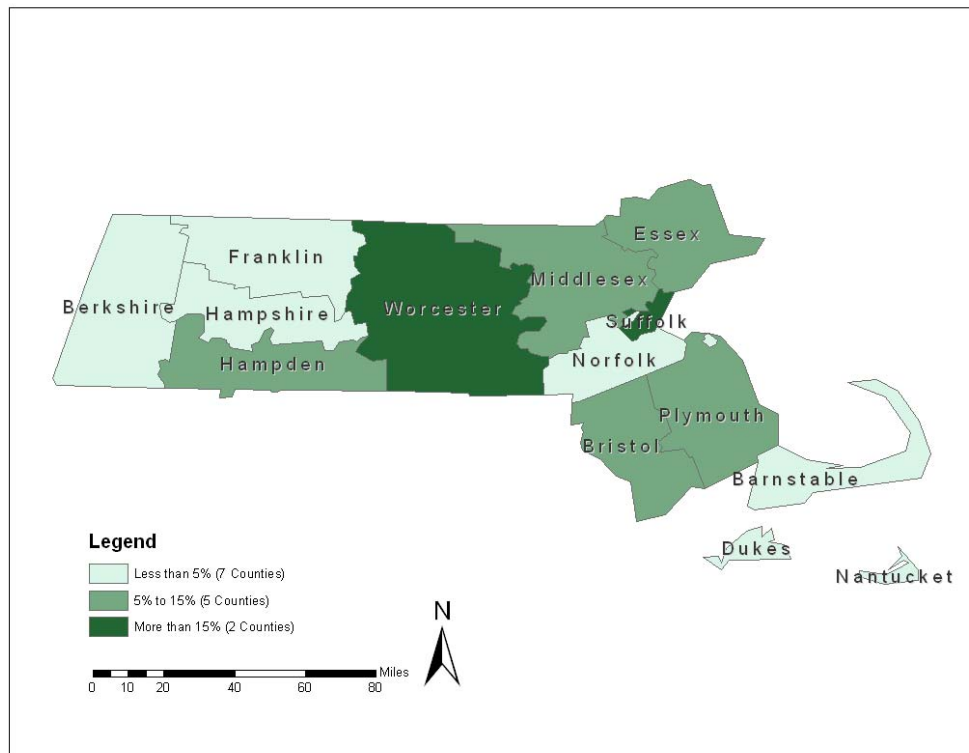 Essex
Franklin
Middlesex
Berkshire
Hampshire
Worcester
Suffolk
Hampden
Norfolk
Plymouth
Bristol
Barnstable
Dukes
Nantucket
Legend
Less than 5% (7 Counties)
5% to 15% (5 Counties)
More than 15% (2 Counties)
N
Miles
0 10 20 40 60 80